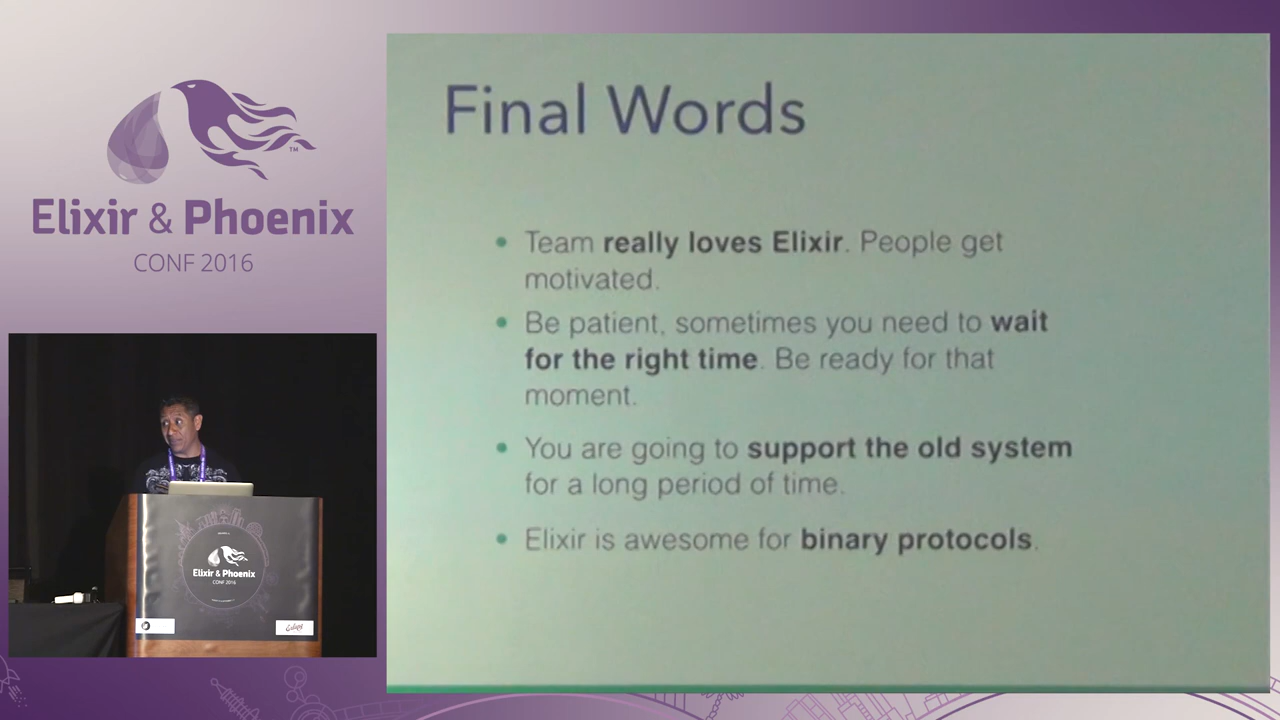 Elixir & Phoenix
CONF 2016
Final Words
• Team really loves Elixir. People get
motivated.
• Be patient, sometimes you need to wait
for the right time. Be ready for that
moment.
• You are going to support the old system
for a long period of time.
• Elixir is awesome for binary protocols.
TM
Elixir & Phoenix
CONF 2016